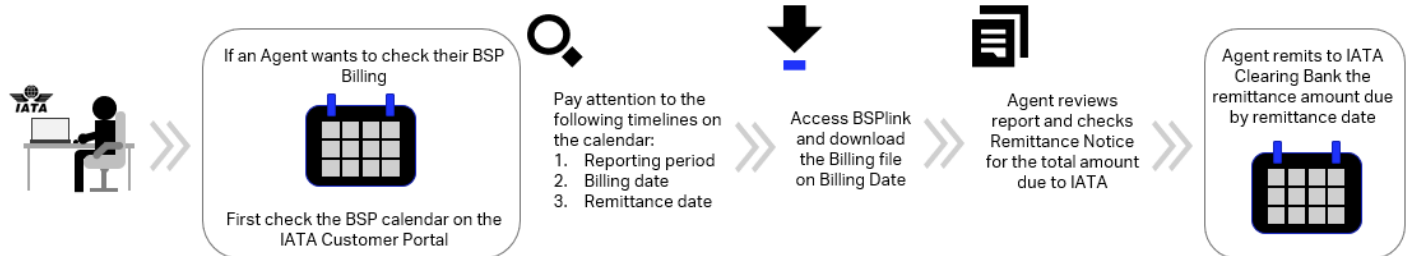 IATA
If an Agent wants to check their BSP
Billing
First check the BSP calendar on the
IATA Customer Portal
Pay attention to the
following timelines on
the calendar:
1. Reporting period
2. Billing date
3. Remittance date
Access BSPlink
and download
the Billing file
on Billing Date
Agent reviews
report and checks
Remittance Notice
for the total amount
due to IATA
Agent remits to IATA
Clearing Bank the
remittance amount due
by remittance date